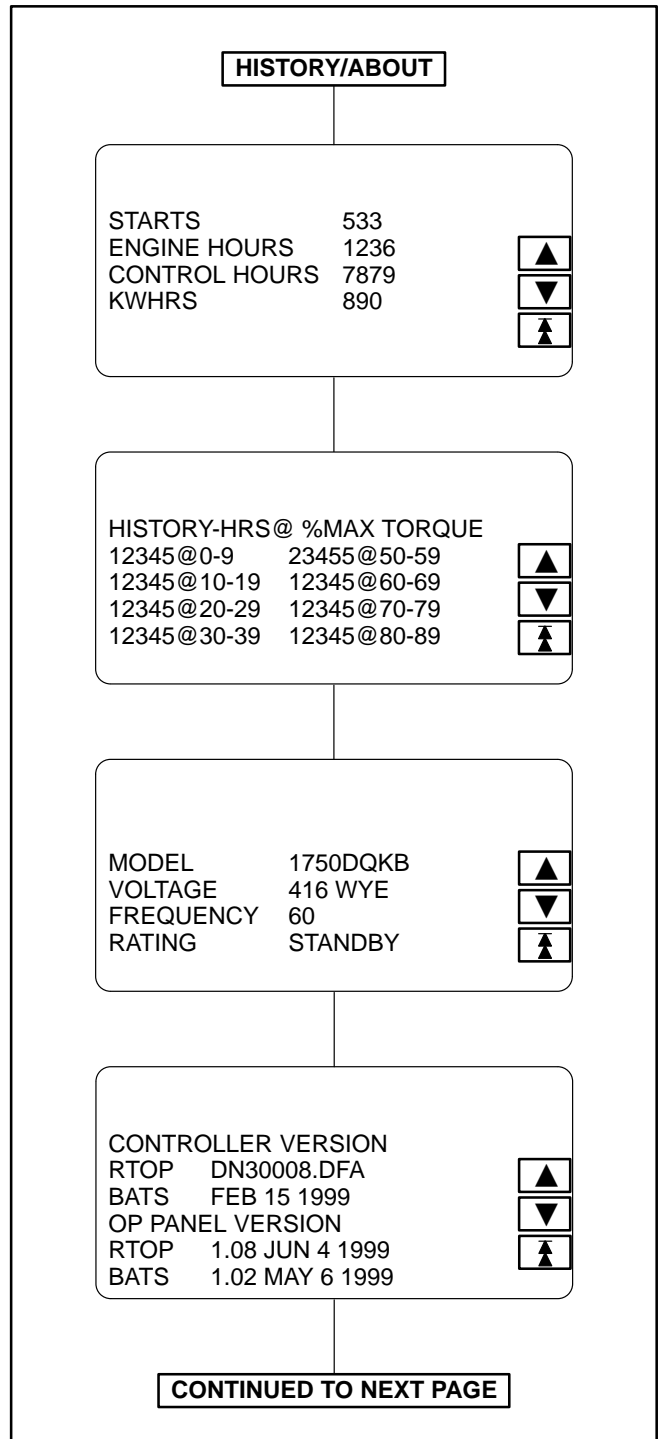 HISTORY/ABOUT
STARTS 533
ENGINE HOURS 1236
CONTROL HOURS 7879
KWHRS 890
HISTORY-HRS@ %MAX TORQUE
12345@0-9 23455@50-59
12345@10-19 12345@60-69
12345@20-29 12345@70-79
12345@30-39 12345@80-89
MODEL 1750DQKB
VOLTAGE 416 WYE
FREQUENCY 60
RATING STANDBY
CONTROLLER VERSION
RTOP DN30008.DFA
BATS FEB 15 1999
OP PANEL VERSION
RTOP 1.08 JUN 4 1999
BATS 1.02 MAY 6 1999
CONTINUED TO NEXT PAGE